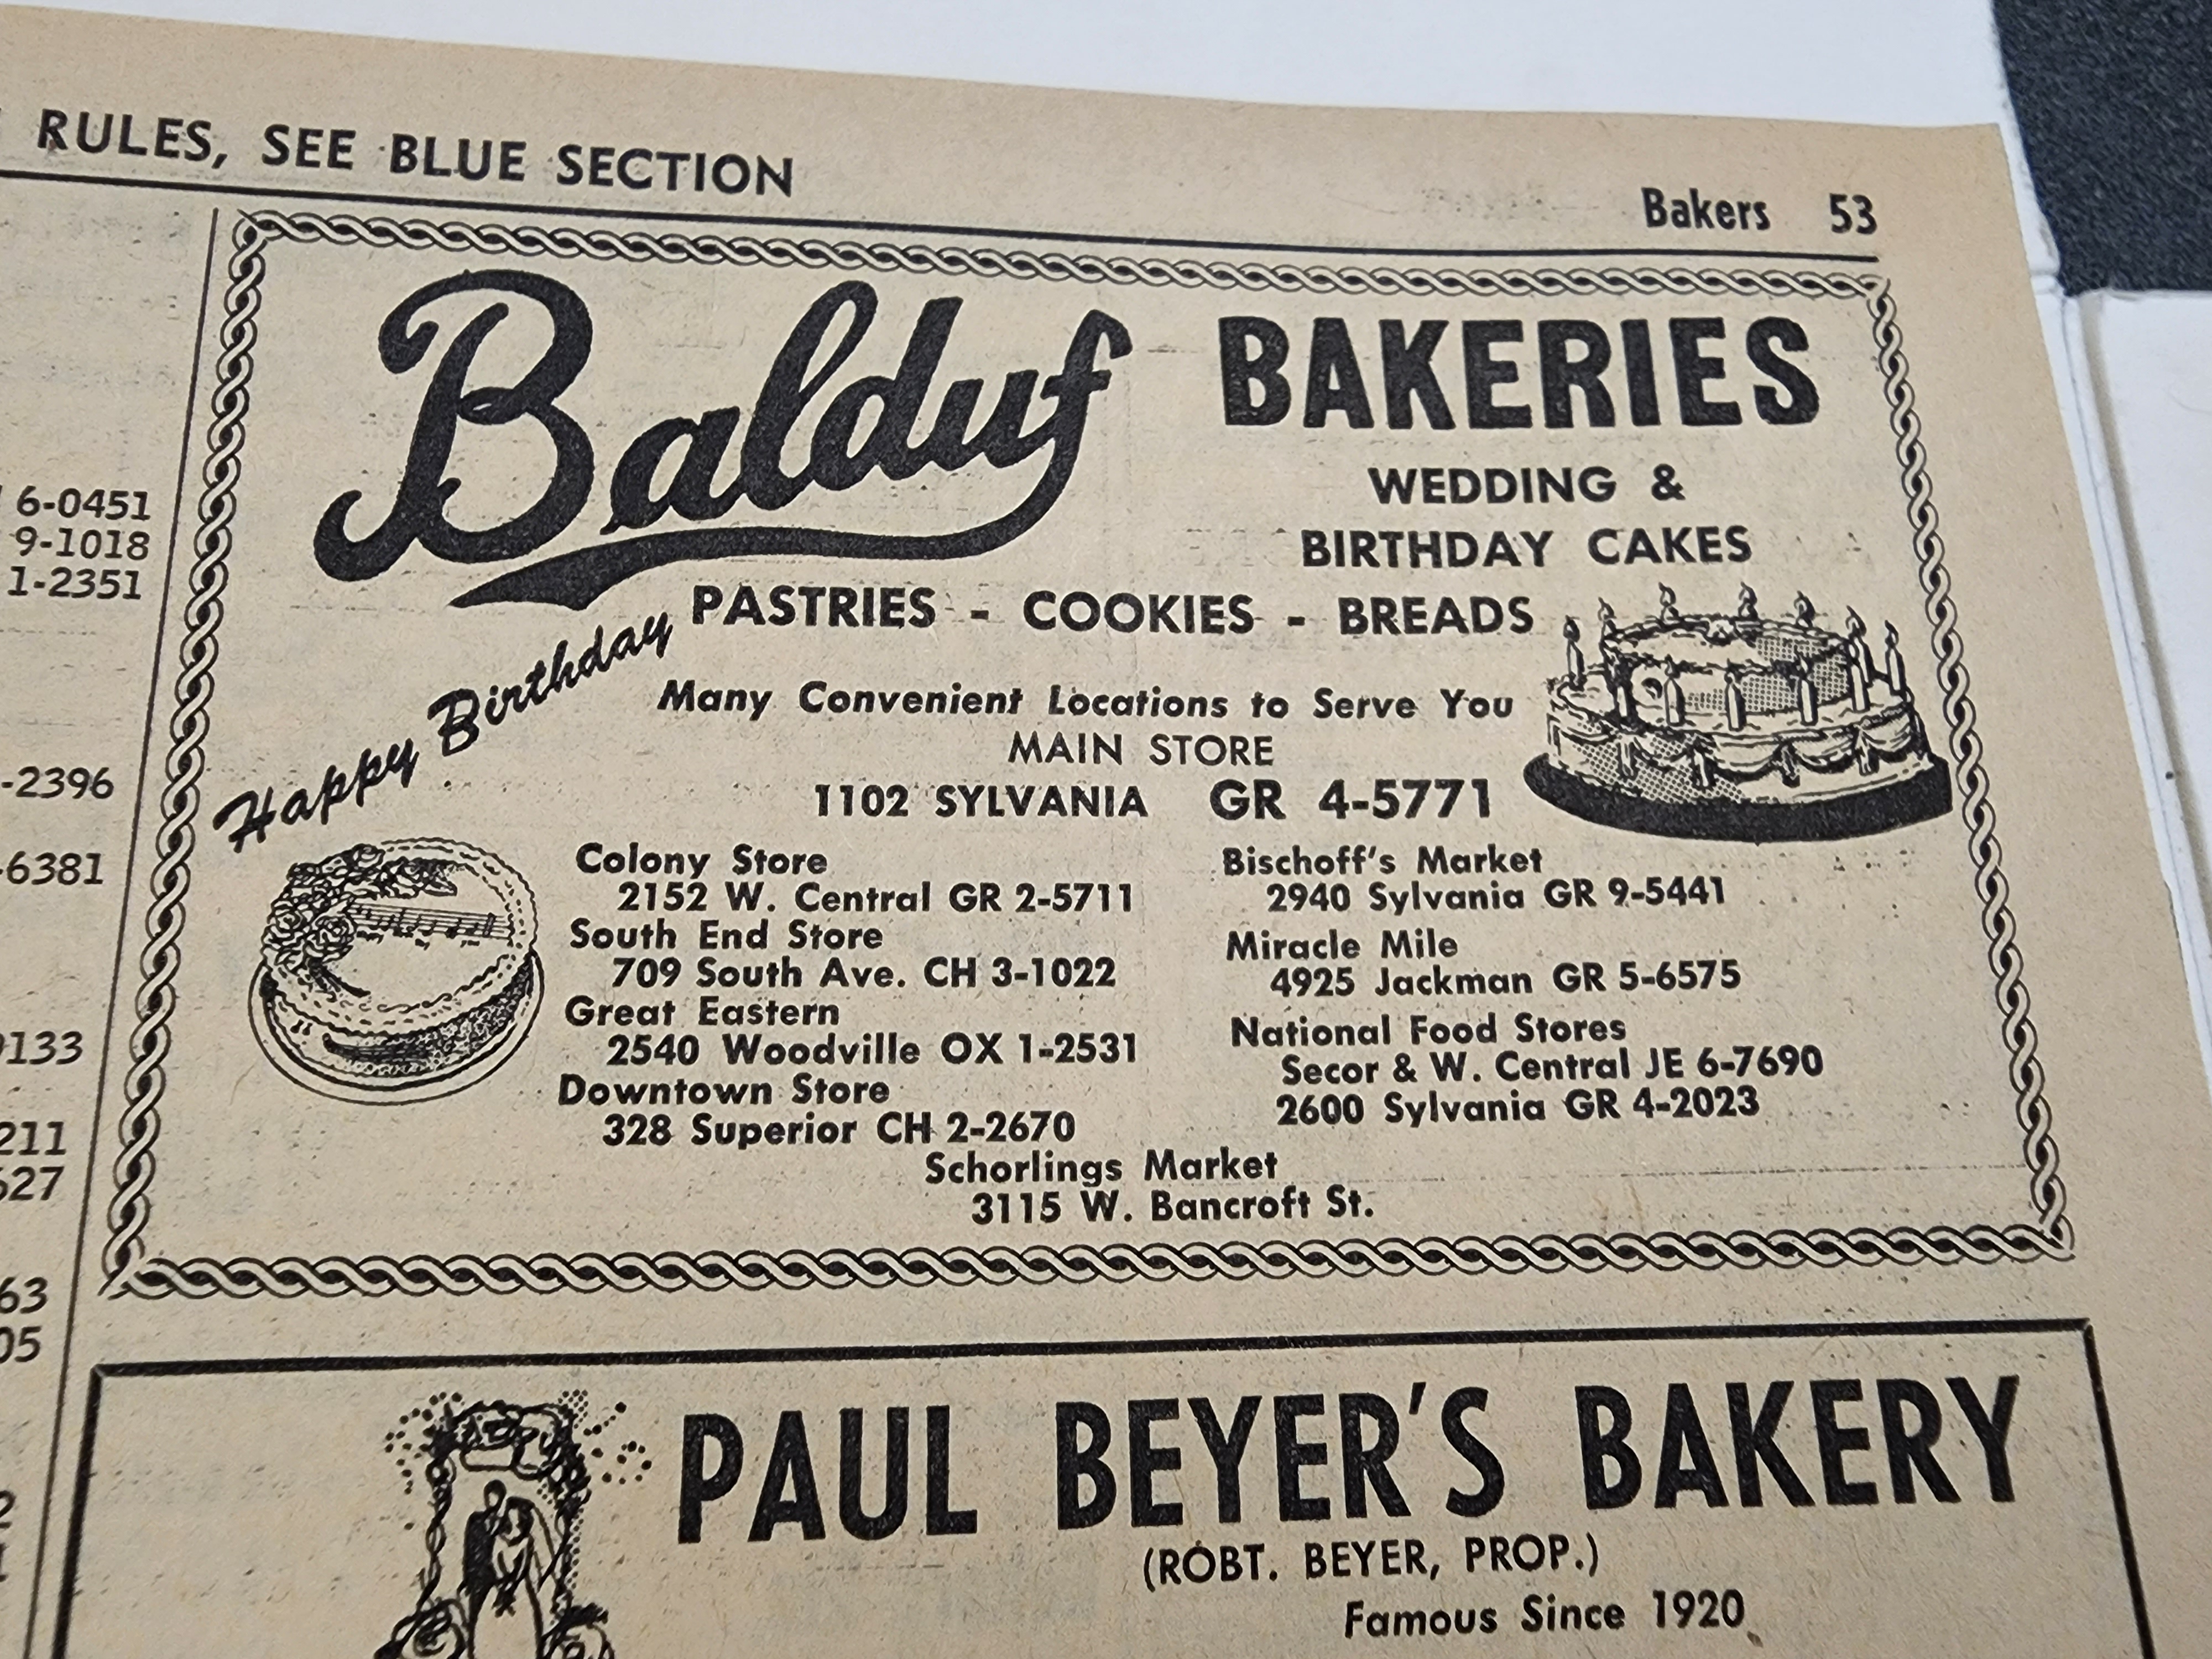 RULES, SEE BLUE SECTION
Bakers 53
6-0451
9-1018
1-2351
-2396
-6381
9133
211
627
63
05
Balduf BAKERIES
WEDDING &
BIRTHDAY CAKES
PASTRIES - COOKIES - BREADS
Happy Birthday
Many Convenient Locations to Serve You
MAIN STORE
1102 SYLVANIA GR 4-5771
Colony Store
2152 W. Central GR 2-5711
South End Store
709 South Ave. CH 3-1022
Great Eastern
2540 Woodville OX 1-2531
Downtown Store
328 Superior CH 2-2670
Bischoff's Market
2940 Sylvania GR 9-5441
Miracle Mile
4925 Jackman GR 5-6575
National Food Stores
Secor & W. Central JE 6-7690
2600 Sylvania GR 4-2023
Schorlings Market
3115 W. Bancroft St.
PAUL BEYER'S BAKERY
(ROBT. BEYER, PROP.)
Famous Since 1920